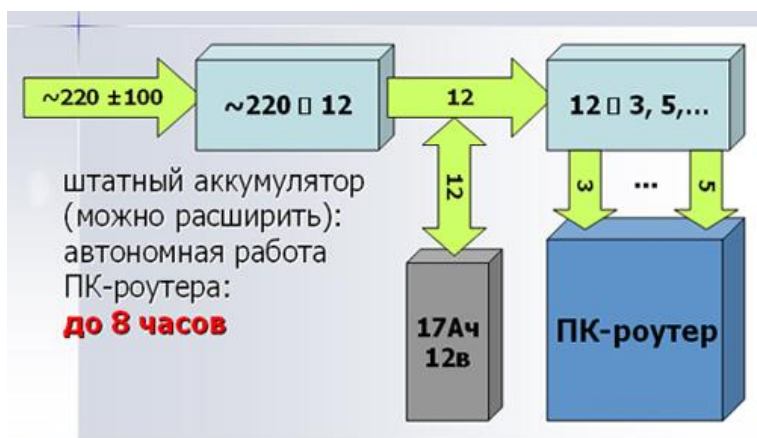 ~220 ±100
~220 □ 12
12
12 □ 3, 5,...
12
3
...
5
штатный аккумулятор
(можно расширить):
автономная работа
ПК-роутера:
до 8 часов
17Ач
12в
ПК-роутер